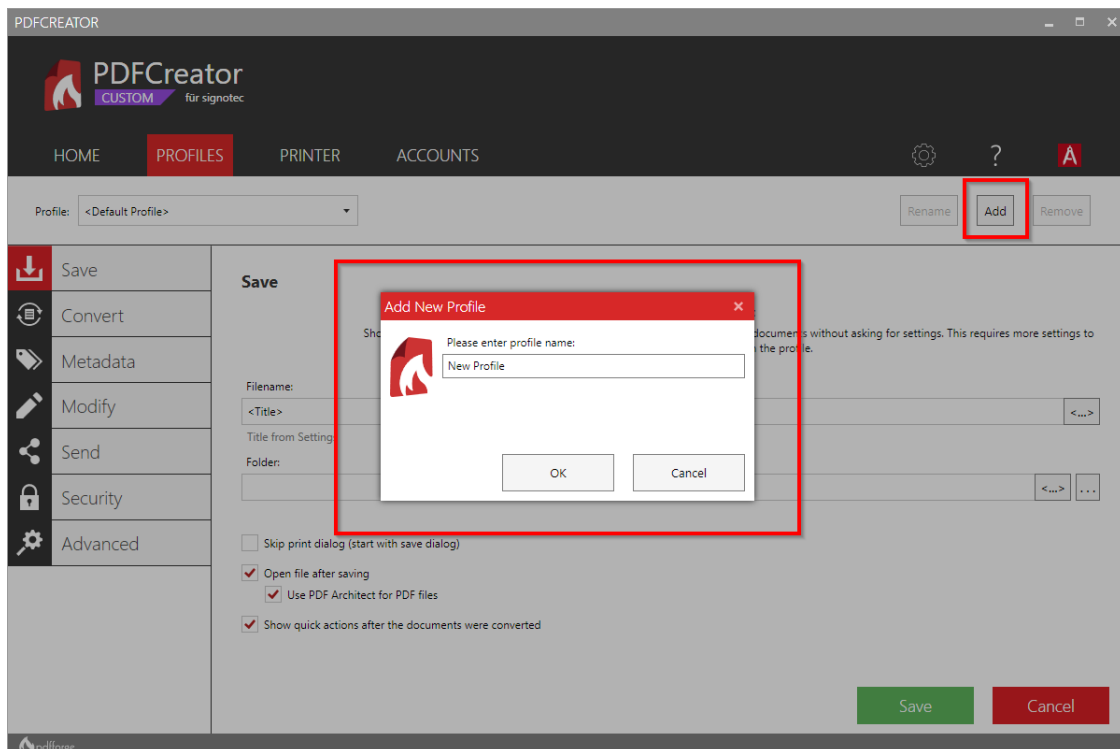 PDFCREATOR
PDFCreator
CUSTOM für signotec
HOME PROFILES PRINTER ACCOUNTS
?
Profile: <Default Profile> Rename Add Remove
Save
Convert
Metadata
Modify
Send
Security
Advanced
Save
documents without asking for settings. This requires more settings to
the profile.
Filename:
<Title> <...>
Title from Settings
Folder:
<...> ...
Skip print dialog (start with save dialog)
Open file after saving
Use PDF Architect for PDF files
Show quick actions after the documents were converted
Add New Profile
Please enter profile name:
New Profile
OK Cancel
Save Cancel